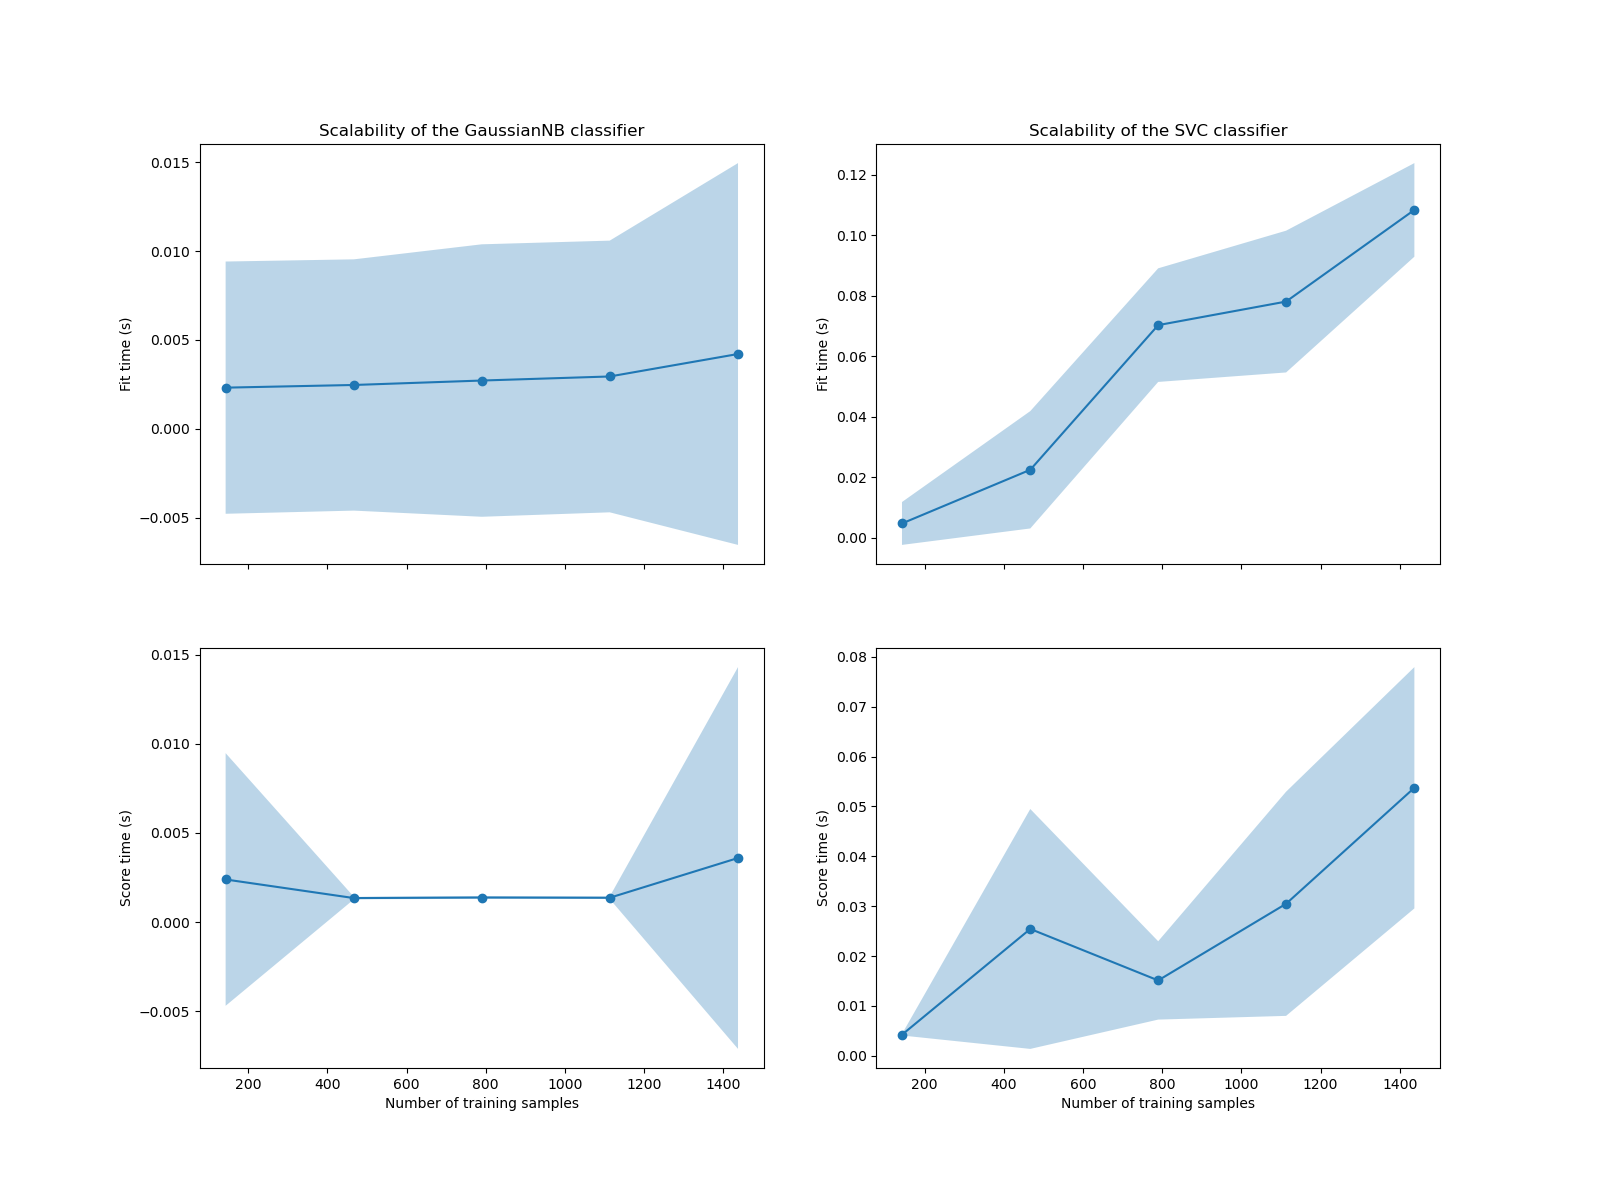 Scalability of the GaussianNB classifier
0.015
0.010
0.005
0.000
−0.005
Fit time (s)
Scalability of the SVC classifier
0.12
0.10
0.08
0.06
0.04
0.02
0.00
Fit time (s)
0.015
0.010
0.005
0.000
−0.005
Score time (s)
200 400 600 800 1000 1200 1400
Number of training samples
0.08
0.07
0.06
0.05
0.04
0.03
0.02
0.01
0.00
Score time (s)
200 400 600 800 1000 1200 1400
Number of training samples